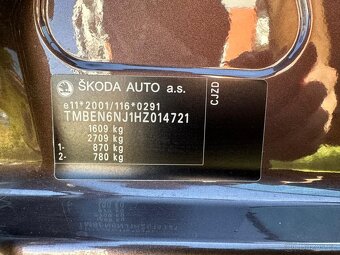 ŠKODA AUTO a.s.
e11*2001/116*0291
TMBEN6NJ1HZ014721
1609 kg
2709 kg
1- 870 kg
2- 780 kg
CJZD